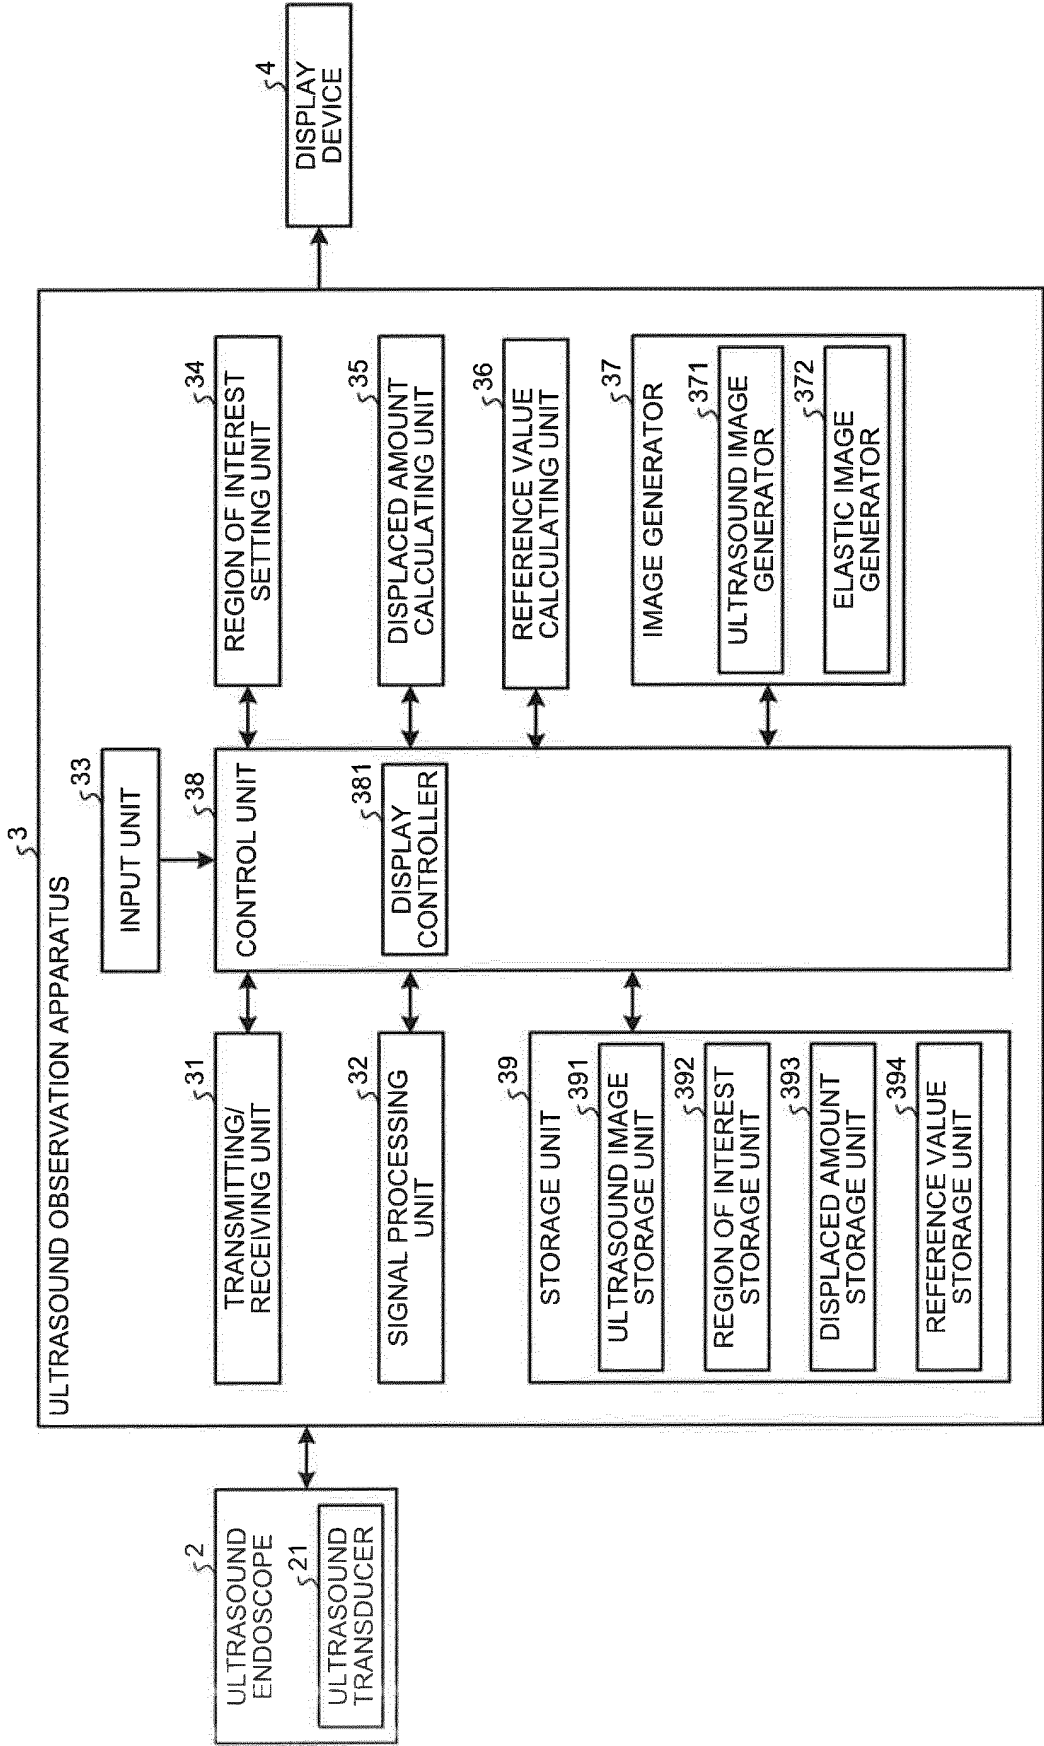 2
ULTRASOUND
ENDOSCOPE
21
ULTRASOUND
TRANSDUCER
3
ULTRASOUND OBSERVATION APPARATUS
31
TRANSMITTING/
RECEIVING UNIT
32
SIGNAL PROCESSING
UNIT
39
STORAGE UNIT
391
ULTRASOUND IMAGE
STORAGE UNIT
392
REGION OF INTEREST
STORAGE UNIT
393
DISPLACED AMOUNT
STORAGE UNIT
394
REFERENCE VALUE
STORAGE UNIT
33
INPUT UNIT
38
CONTROL UNIT
381
DISPLAY
CONTROLLER
34
REGION OF INTEREST
SETTING UNIT
35
DISPLACED AMOUNT
CALCULATING UNIT
36
REFERENCE VALUE
CALCULATING UNIT
37
IMAGE GENERATOR
371
ULTRASOUND IMAGE
GENERATOR
372
ELASTIC IMAGE
GENERATOR
4
DISPLAY
DEVICE